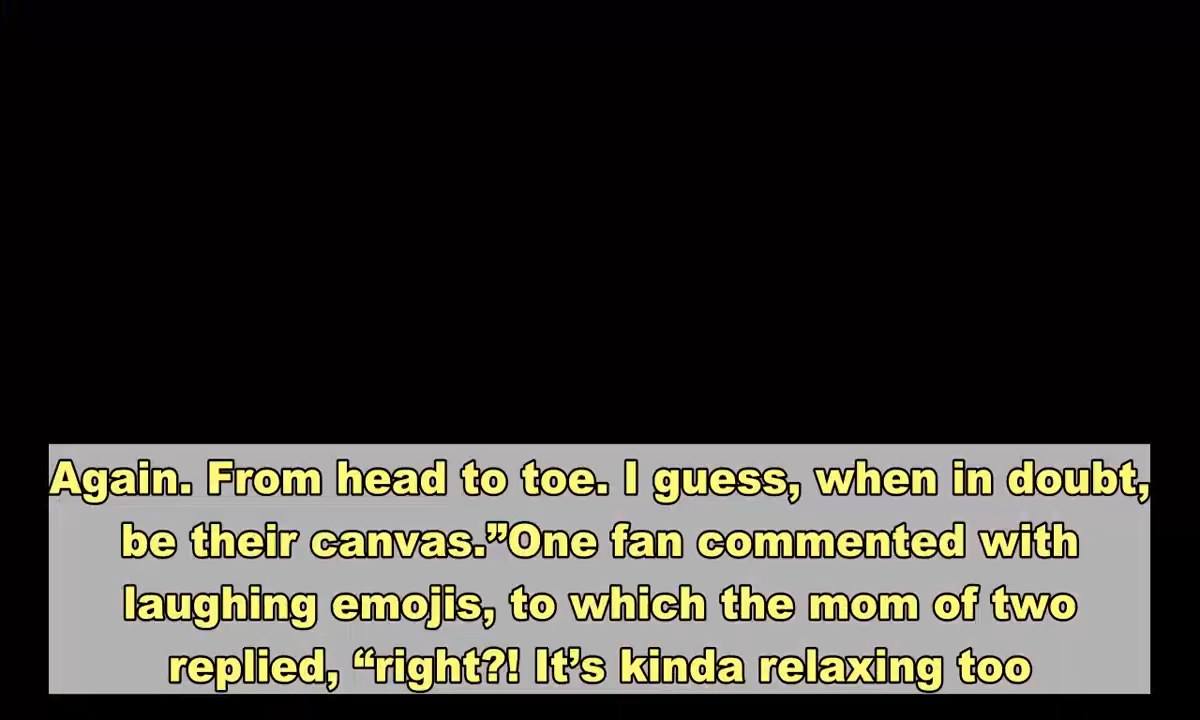 Again. From head to toe. I guess, when in doubt,
be their canvas.”One fan commented with
laughing emojis, to which the mom of two
replied, “right?! It’s kinda relaxing too